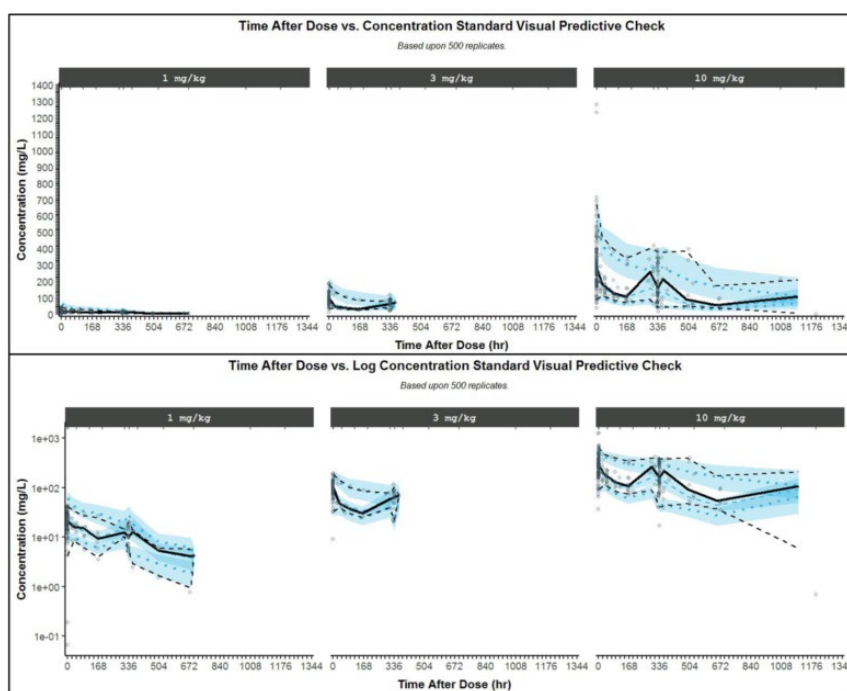 Time After Dose vs. Concentration Standard Visual Predictive Check
Based upon 500 replicates.
1 mg/kg 3 mg/kg 10 mg/kg
1400
1300
1200
1100
1000
900
800
700
600
500
400
300
200
100
0
Concentration (mg/L)
0 168 336 504 672 840 1008 1176 1344 0 168 336 504 672 840 1008 1176 1344 0 168 336 504 672 840 1008 1176 1344
Time After Dose (hr)
Time After Dose vs. Log Concentration Standard Visual Predictive Check
Based upon 500 replicates.
1 mg/kg 3 mg/kg 10 mg/kg
1e+03
1e+02
1e+01
1e+00
1e-01
Concentration (mg/L)
0 168 336 504 672 840 1008 1176 1344 0 168 336 504 672 840 1008 1176 1344 0 168 336 504 672 840 1008 1176 1344
Time After Dose (hr)